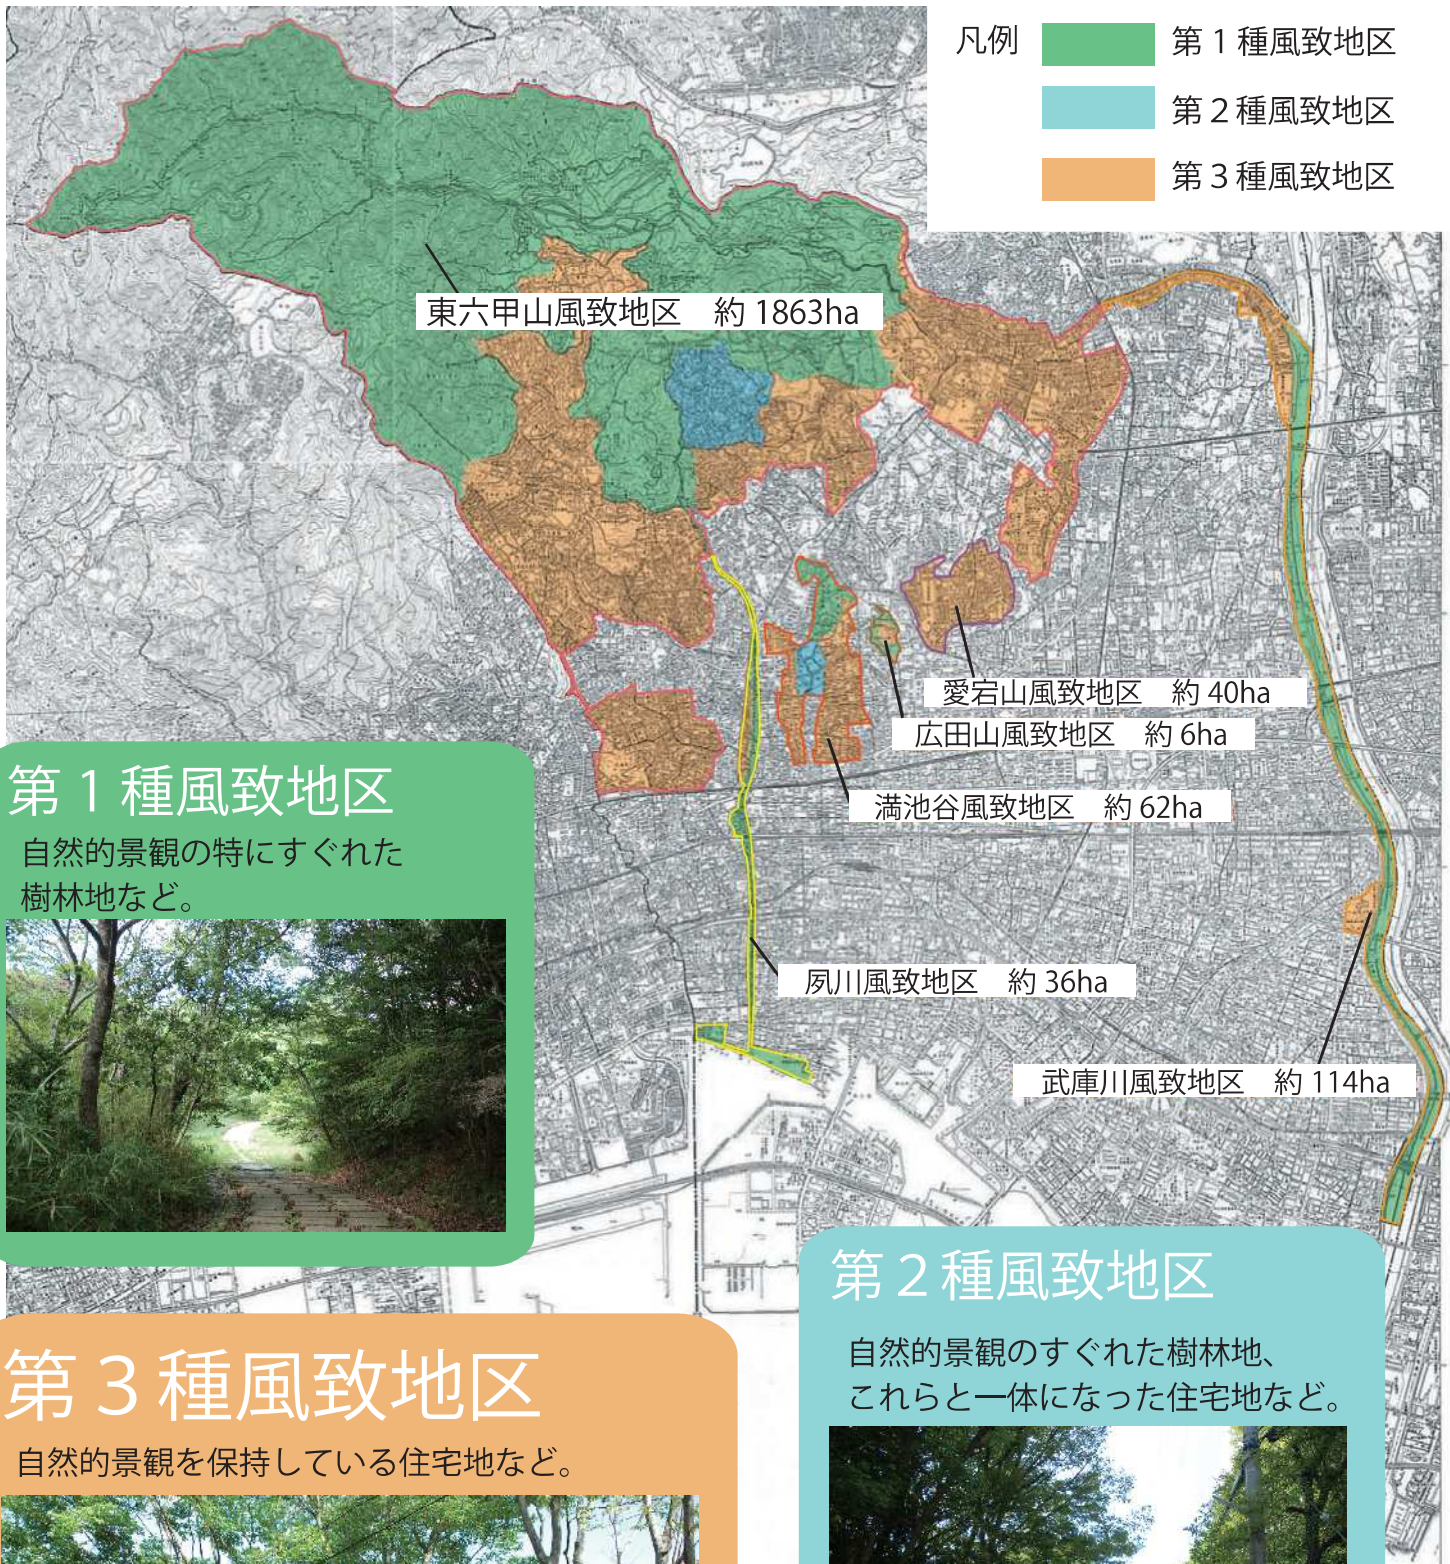 凡例
第1種風致地区
第2種風致地区
第3種風致地区
東六甲山風致地区　約 1863ha
愛宕山風致地区　約 40ha
広田山風致地区　約 6ha
満池谷風致地区　約 62ha
夙川風致地区　約 36ha
武庫川風致地区　約 114ha
第1種風致地区
自然的景観の特にすぐれた
樹林地など。
第2種風致地区
自然的景観のすぐれた樹林地、
これらと一体になった住宅地など。
第3種風致地区
自然的景観を保持している住宅地など。